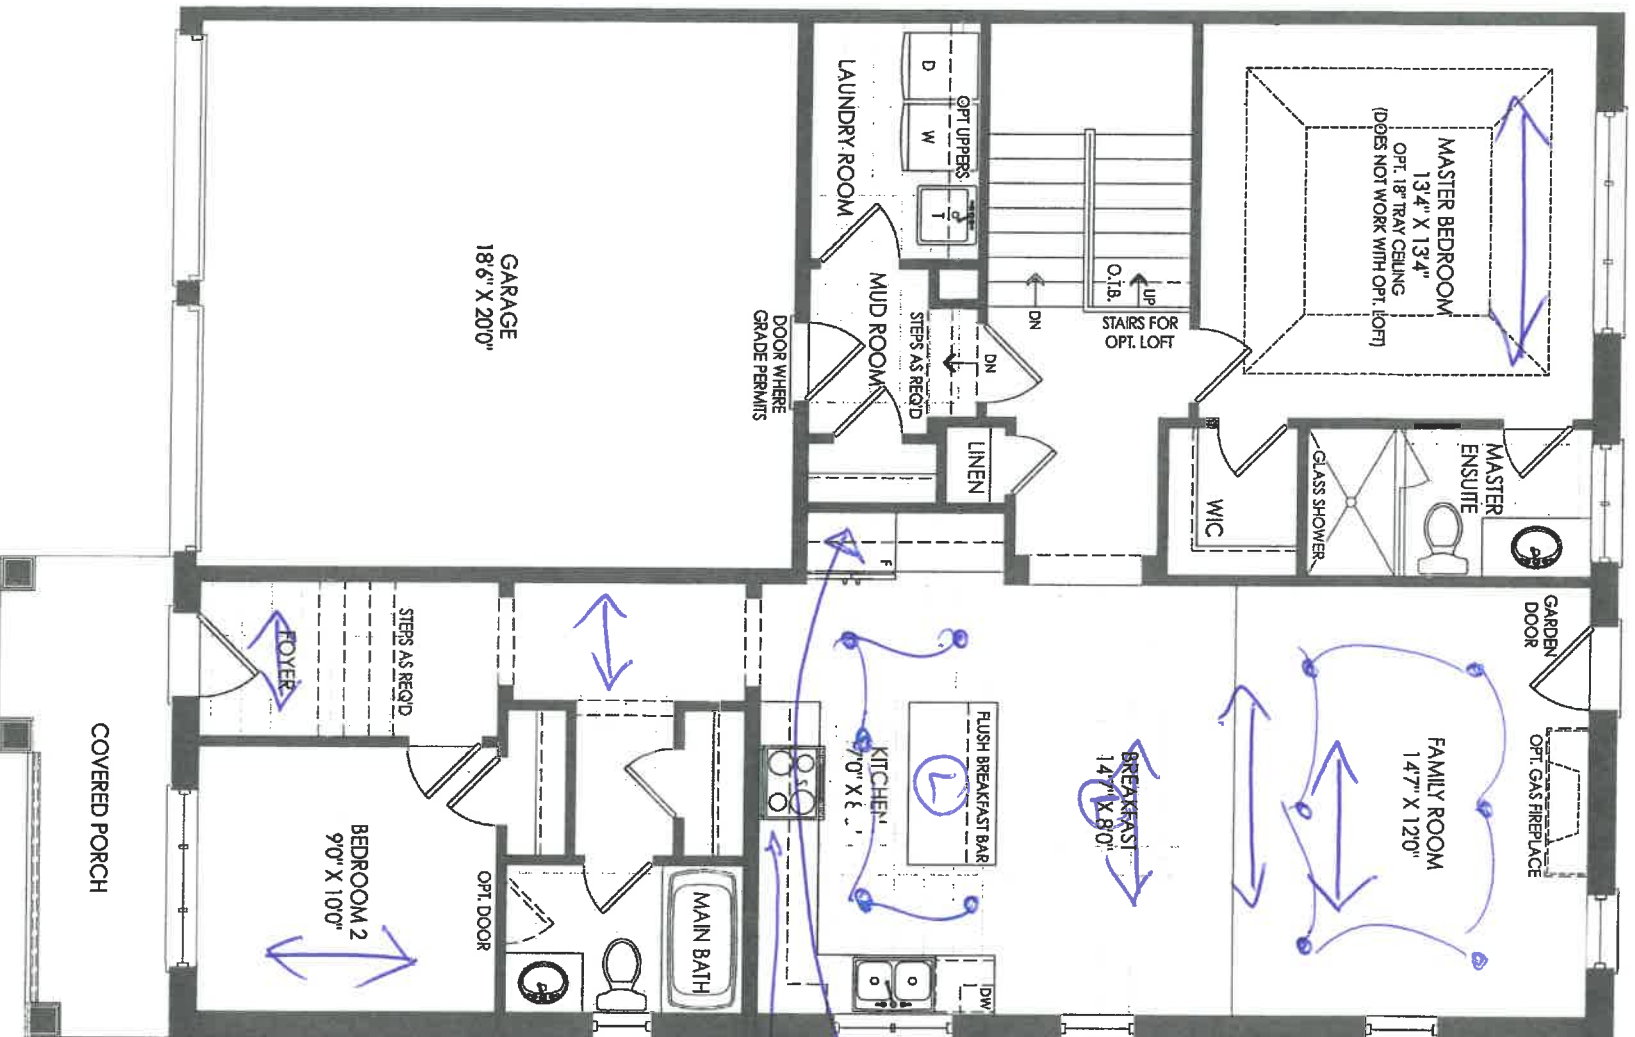 MASTER BEDROOM
13'4" X 13'4"
OPT. 18" TRAY CEILING
(DOES NOT WORK WITH OPT. LOFT)
MASTER
ENSUITE
GLASS SHOWER
WIC
GARDEN
DOOR
OPT. GAS FIREPLACE
FAMILY ROOM
14'7" X 12'0"
BREAKFAST
14'7" X 8'0"
UP
O.T.B.
DN
STAIRS FOR
OPT. LOFT
DN
OPT UPPERS
D
W
T
LAUNDRY ROOM
STEPS AS REQ'D
MUD ROOM
LINEN
DOOR WHERE
GRADE PERMITS
F
FLUSH BREAKFAST BAR
L
KITCHEN
DW
MAIN BATH
GARAGE
18'6" X 20'0"
STEPS AS REQ'D
FOYER
OPT. DOOR
BEDROOM 2
9'0" X 10'0"
COVERED PORCH